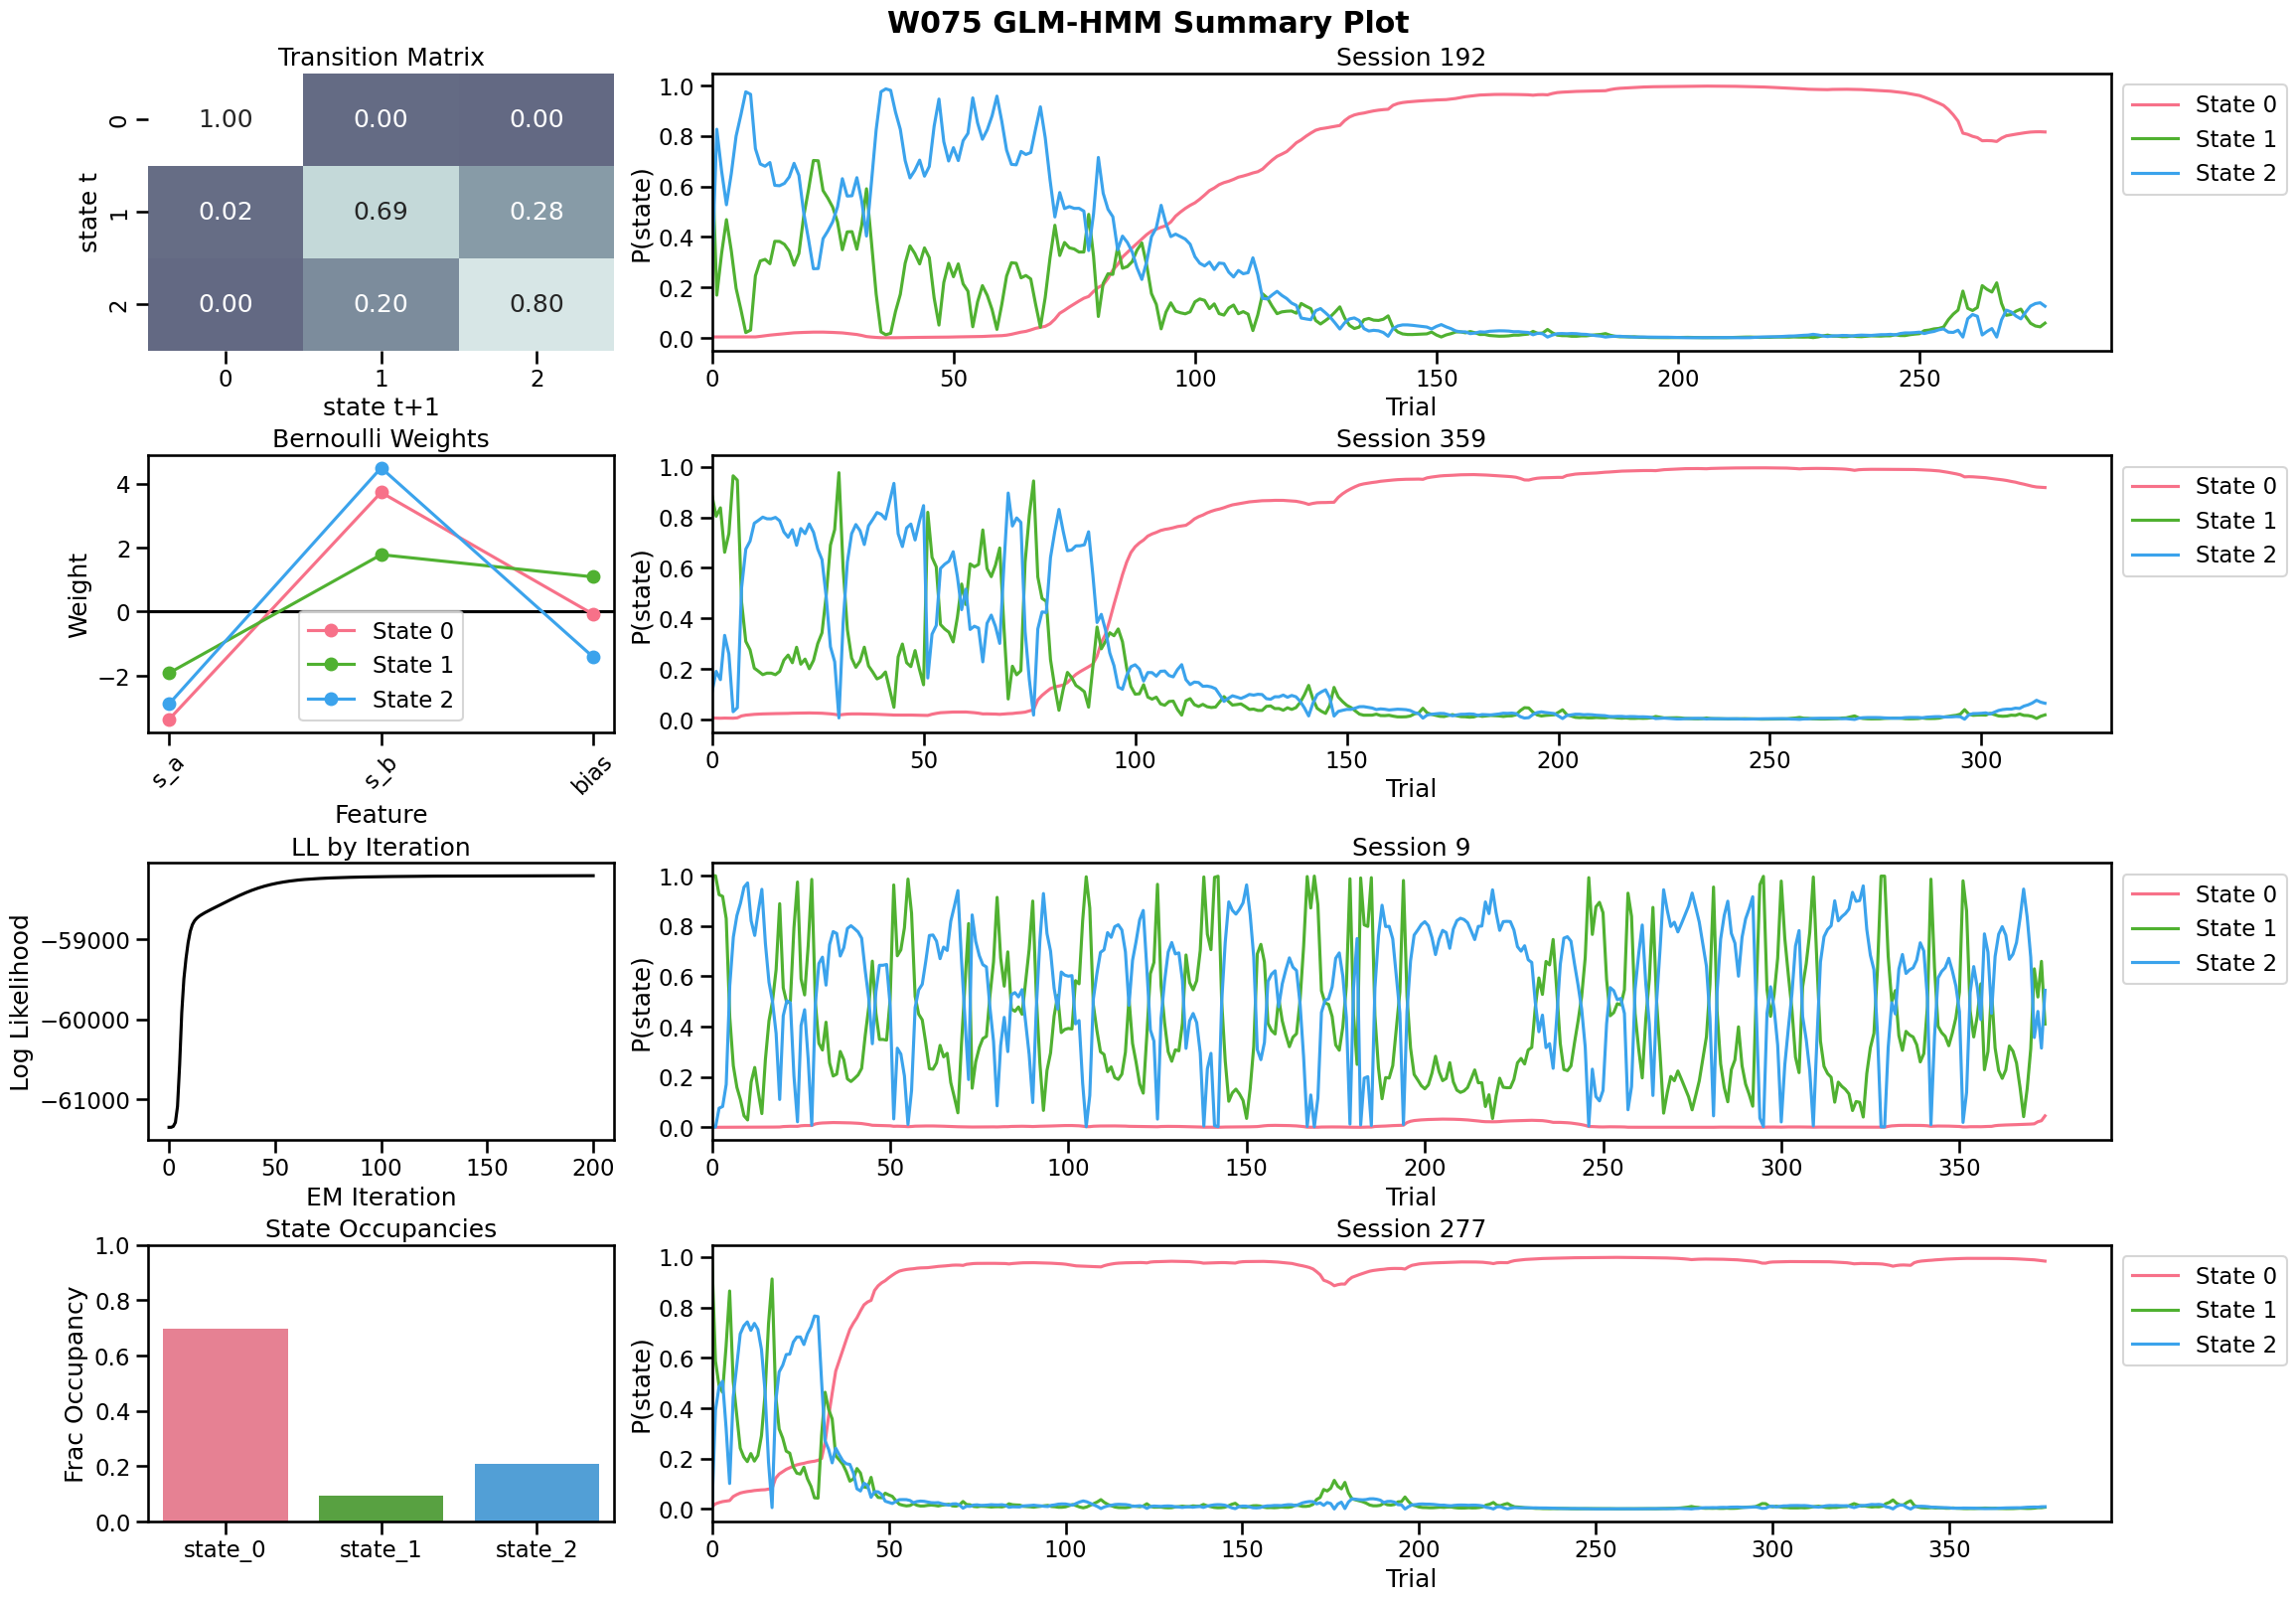 W075 GLM-HMM Summary Plot
Transition Matrix
state t
0
1
2
1.00 0.00 0.00
0.02 0.69 0.28
0.00 0.20 0.80
0 1 2
state t+1
Session 192
P(state)
1.0
0.8
0.6
0.4
0.2
0.0
0 50 100 150 200 250
Trial
State 0
State 1
State 2
Bernoulli Weights
Weight
4
2
0
−2
State 0
State 1
State 2
s_a s_b bias
Feature
Session 359
P(state)
1.0
0.8
0.6
0.4
0.2
0.0
0 50 100 150 200 250 300
Trial
State 0
State 1
State 2
LL by Iteration
Log Likelihood
−59000
−60000
−61000
0 50 100 150 200
EM Iteration
Session 9
P(state)
1.0
0.8
0.6
0.4
0.2
0.0
0 50 100 150 200 250 300 350
Trial
State 0
State 1
State 2
State Occupancies
Frac Occupancy
1.0
0.8
0.6
0.4
0.2
0.0
state_0 state_1 state_2
Session 277
P(state)
1.0
0.8
0.6
0.4
0.2
0.0
0 50 100 150 200 250 300 350
Trial
State 0
State 1
State 2